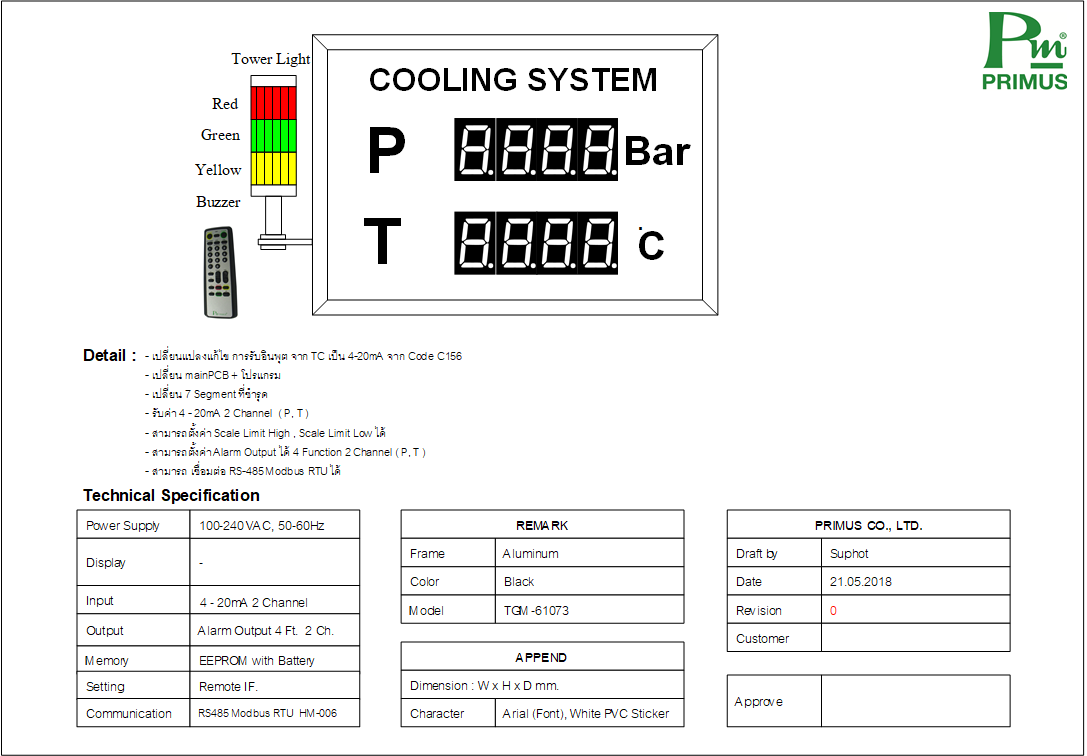 Pm®
PRIMUS
Tower Light
Red
Green
Yellow
Buzzer
COOLING SYSTEM
P 8.8.8.8. Bar
T 8.8.8.8. °C
Detail :
- เปลี่ยนแปลงแก้ไข การรับอินพุต จาก TC เป็น 4-20mA จาก Code C156
- เปลี่ยน mainPCB + โปรแกรม
- เปลี่ยน 7 Segment ที่ชำรุด
- รับค่า 4 - 20mA 2 Channel ( P, T )
- สามารถตั้งค่า Scale Limit High , Scale Limit Low ได้
- สามารถตั้งค่า Alarm Output ได้ 4 Function 2 Channel ( P, T )
- สามารถ เชื่อมต่อ RS-485 Modbus RTU ได้
Technical Specification
Power Supply 100-240 VAC, 50-60Hz
Display -
Input 4 - 20mA 2 Channel
Output Alarm Output 4 Ft. 2 Ch.
Memory EEPROM with Battery
Setting Remote IF.
Communication RS485 Modbus RTU HM-006
REMARK
Frame Aluminum
Color Black
Model TGM-61073
APPEND
Dimension : W x H x D mm.
Character Arial (Font), White PVC Sticker
PRIMUS CO., LTD.
Draft by Suphot
Date 21.05.2018
Revision 0
Customer
Approve